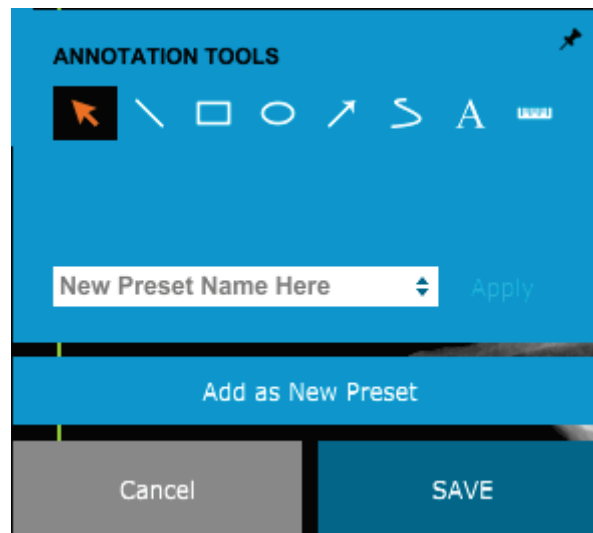 ANNOTATION TOOLS
A
New Preset Name Here
Apply
Add as New Preset
Cancel
SAVE